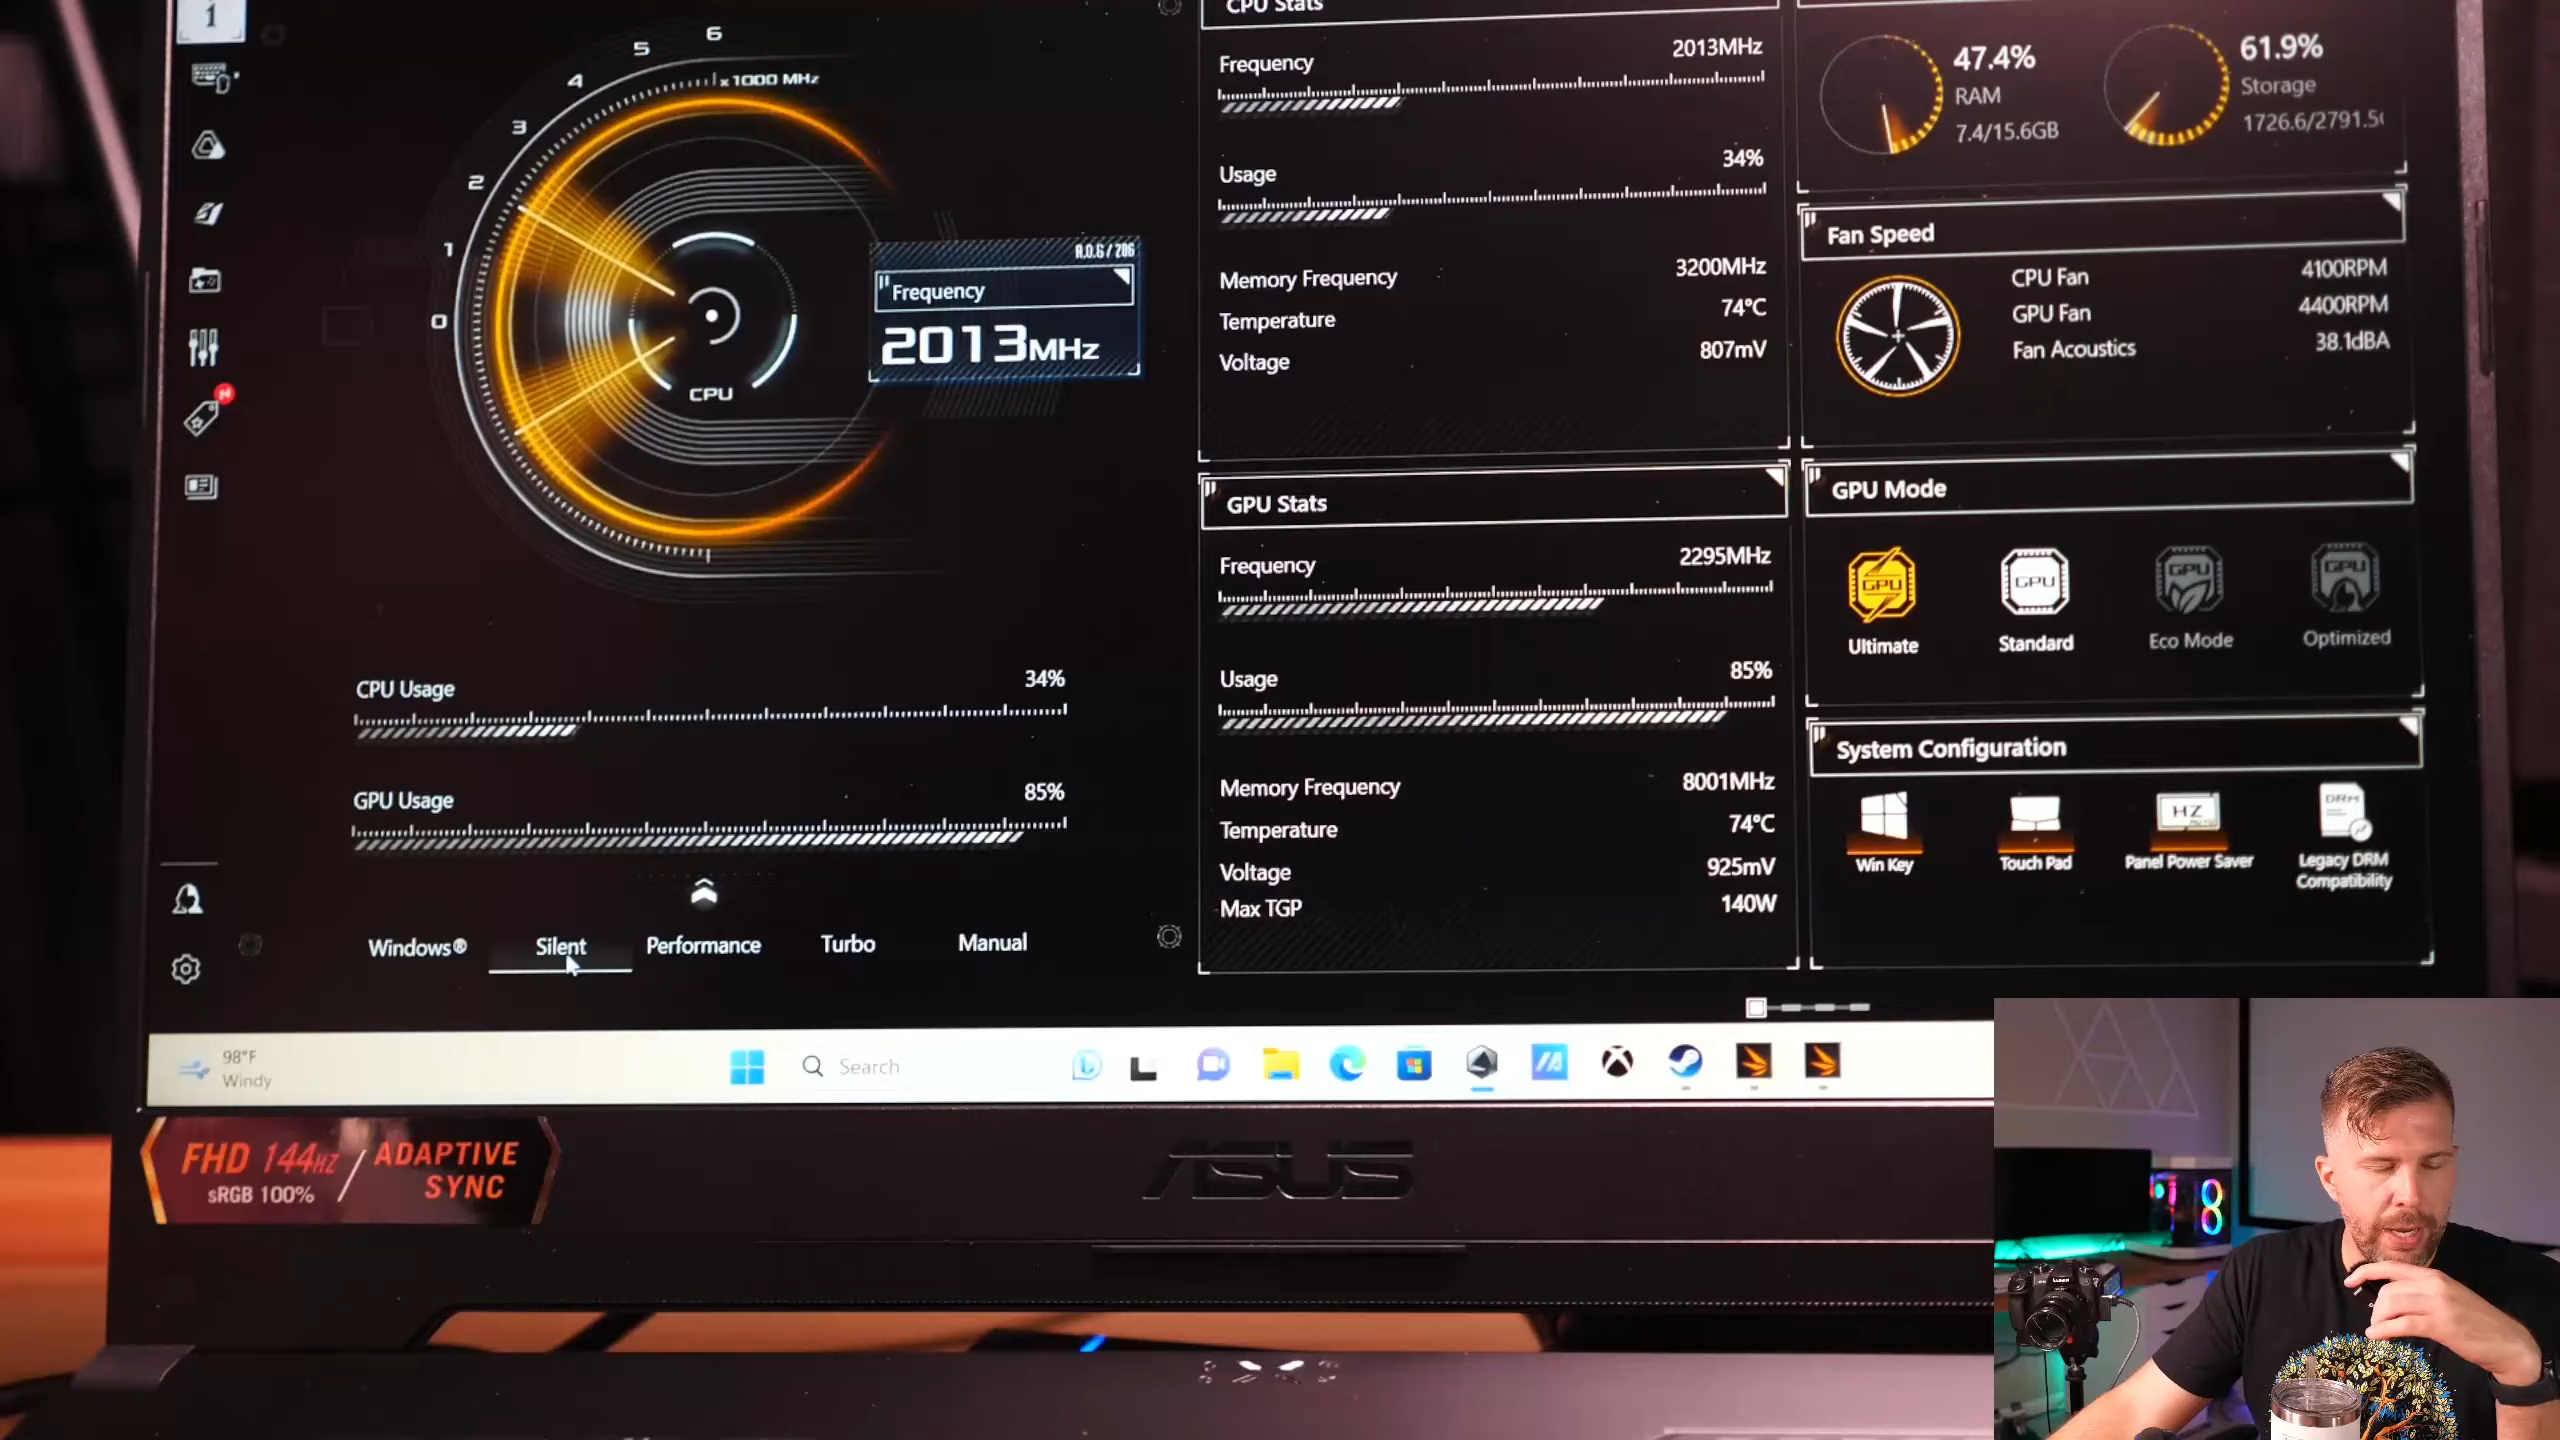 1
6
5
4
3
2
1
0
x1000 MHz
R.O.G / Z06
Frequency
2013MHz
CPU
CPU Usage
34%
GPU Usage
85%
Windows® Silent Performance Turbo Manual
CPU Stats
Frequency 2013MHz
Usage 34%
Memory Frequency 3200MHz
Temperature 74°C
Voltage 807mV
GPU Stats
Frequency 2295MHz
Usage 85%
Memory Frequency 8001MHz
Temperature 74°C
Voltage 925mV
Max TGP 140W
47.4%
RAM
7.4/15.6GB
61.9%
Storage
Fan Speed
CPU Fan 4100RPM
GPU Fan 4400RPM
Fan Acoustics 38.1dBA
GPU Mode
GPU GPU GPU GPU
Ultimate Standard Eco Mode Optimized
System Configuration
HZ
DRM
Win Key Touch Pad Panel Power Saver Legacy DRM
Compatibility
98°F
Windy
Search
FHD 144HZ / ADAPTIVE
sRGB 100% SYNC
ASUS